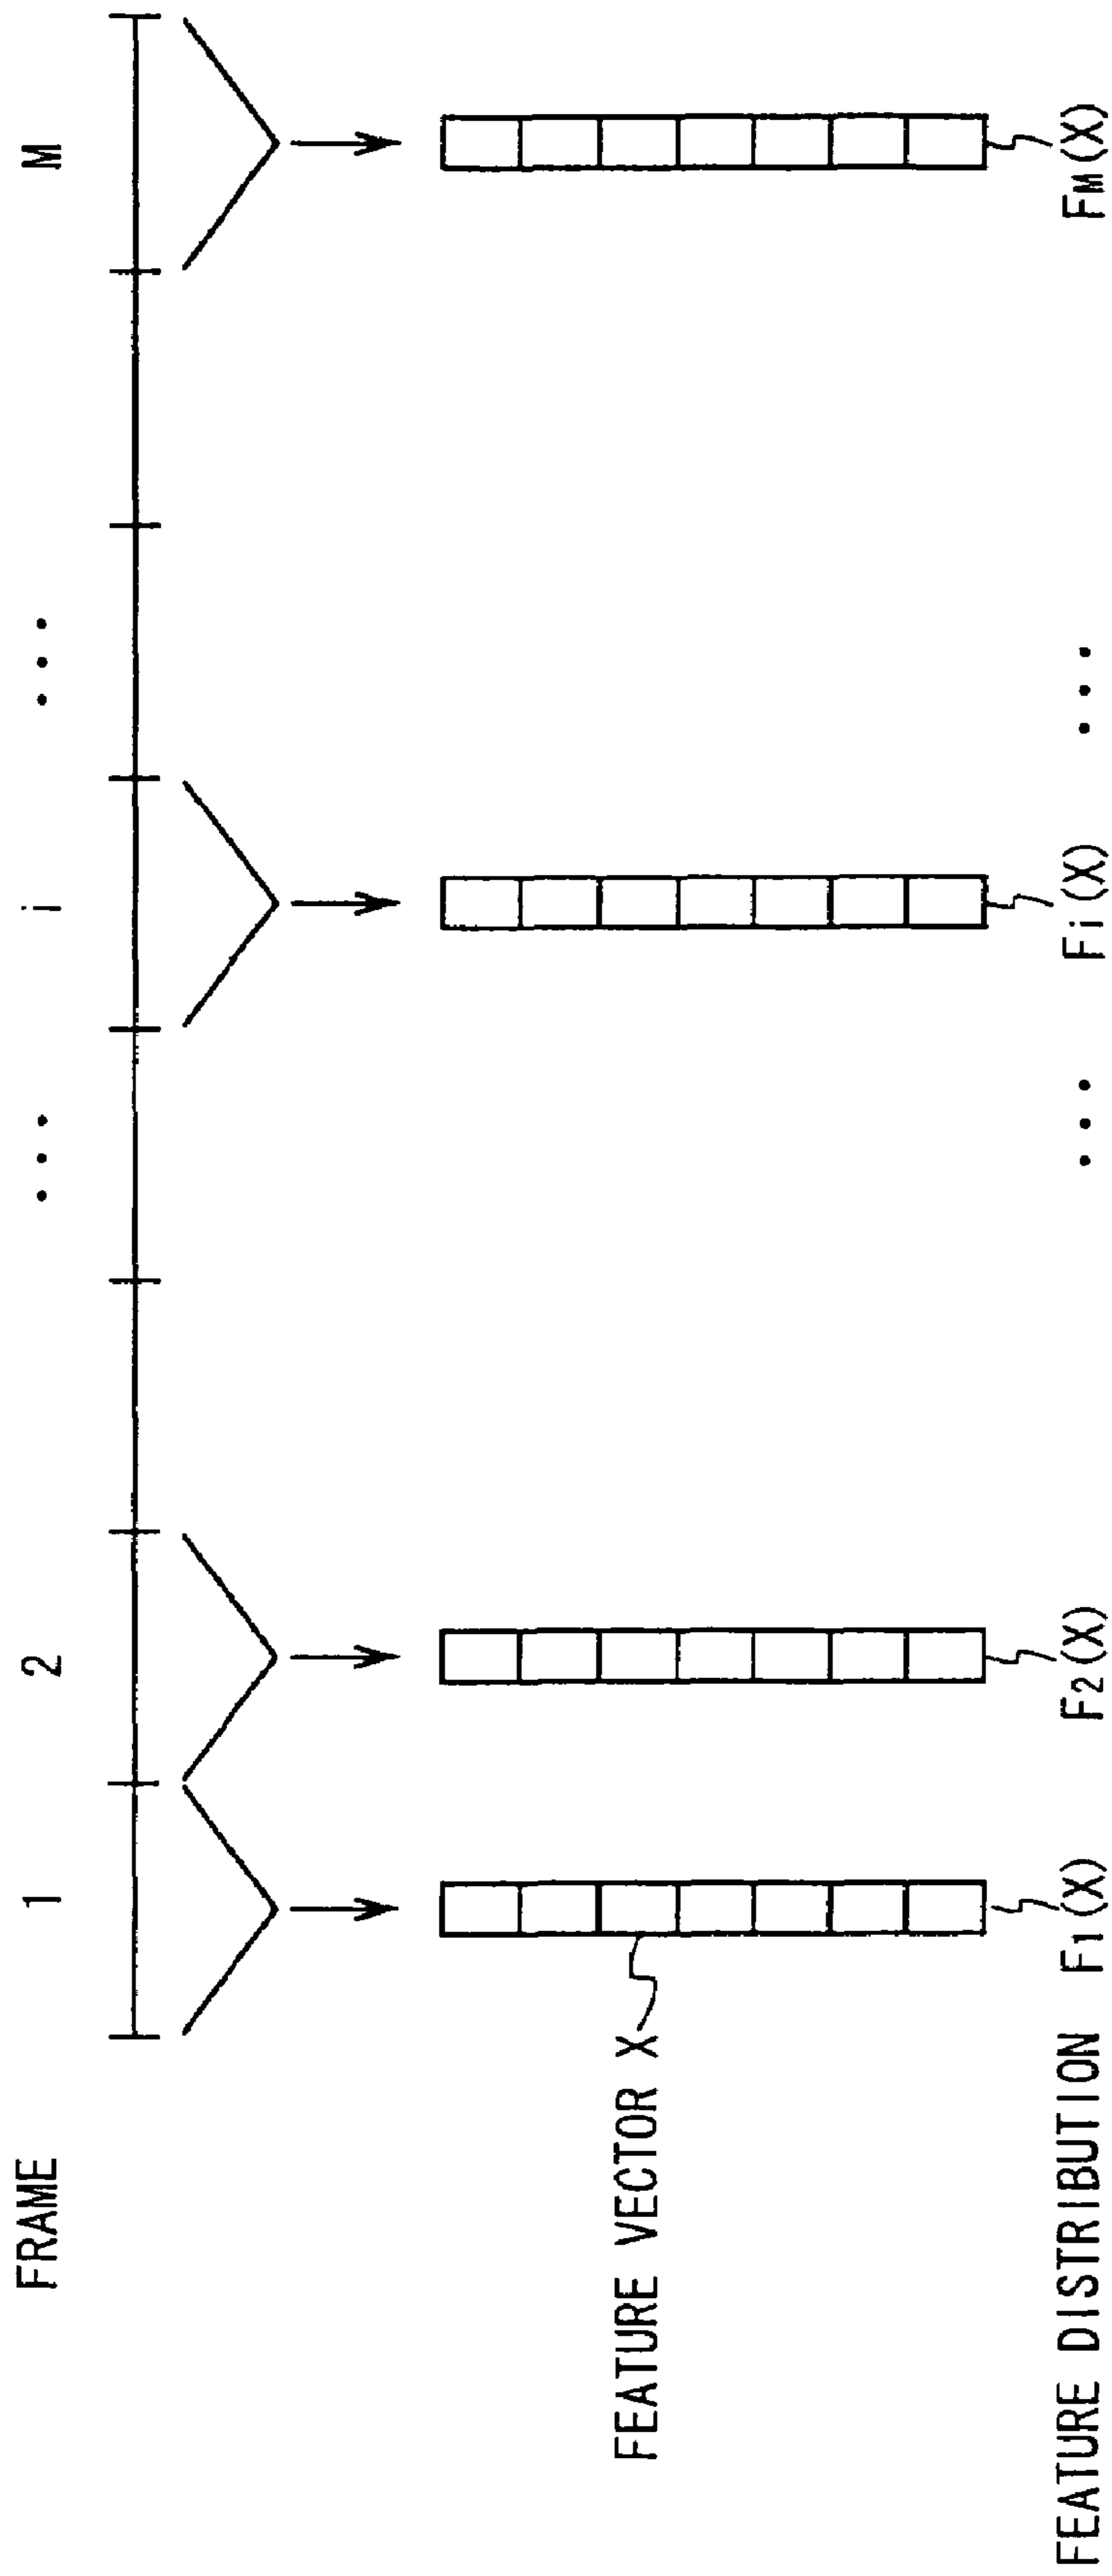 FRAME 1 2 ... i ... M
FEATURE VECTOR X
FEATURE DISTRIBUTION F1(X) F2(X) ... Fi(X) ... FM(X)